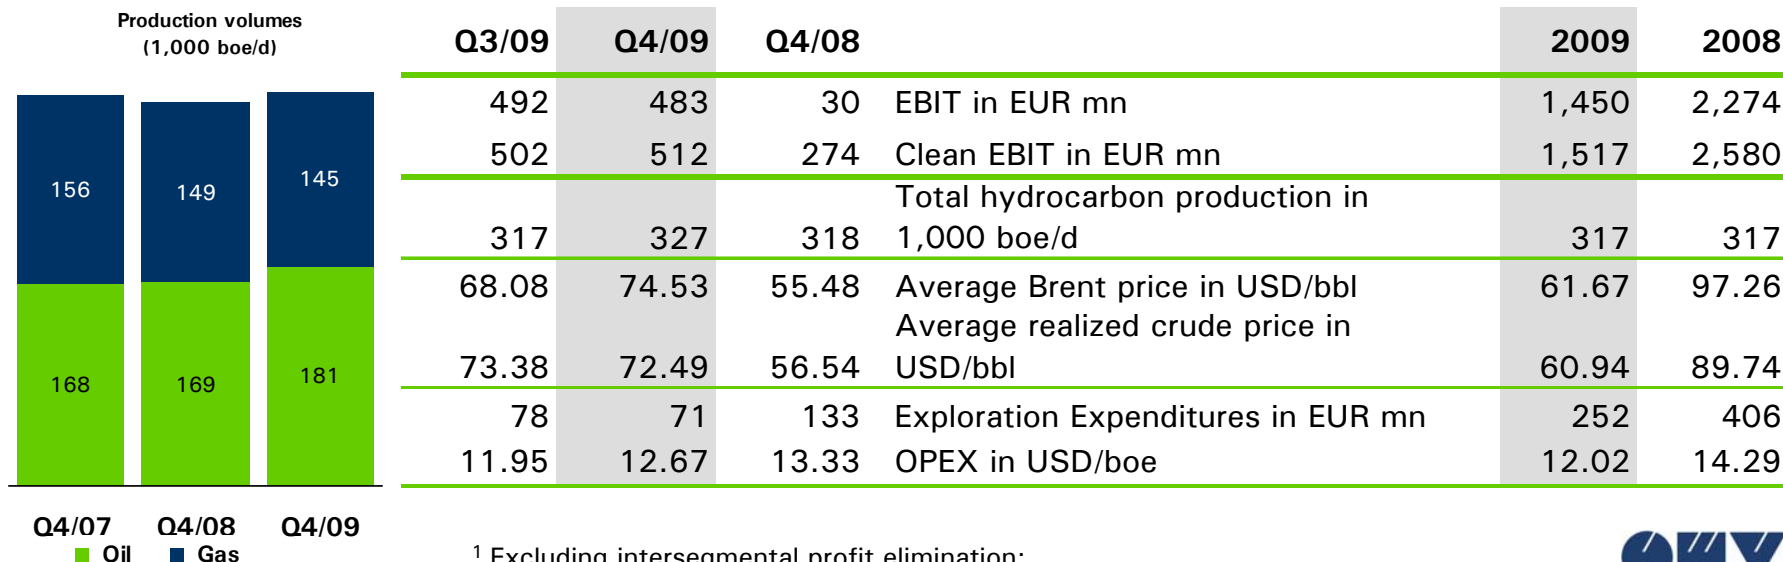 Production volumes
(1,000 boe/d)
156
149
145
168
169
181
Q4/07 Q4/08 Q4/09
Oil Gas
Q3/09 Q4/09 Q4/08 2009 2008
492 483 30 EBIT in EUR mn 1,450 2,274
502 512 274 Clean EBIT in EUR mn 1,517 2,580
Total hydrocarbon production in
317 327 318 1,000 boe/d 317 317
68.08 74.53 55.48 Average Brent price in USD/bbl 61.67 97.26
Average realized crude price in
73.38 72.49 56.54 USD/bbl 60.94 89.74
78 71 133 Exploration Expenditures in EUR mn 252 406
11.95 12.67 13.33 OPEX in USD/boe 12.02 14.29
1 Excluding intersegmental profit elimination;